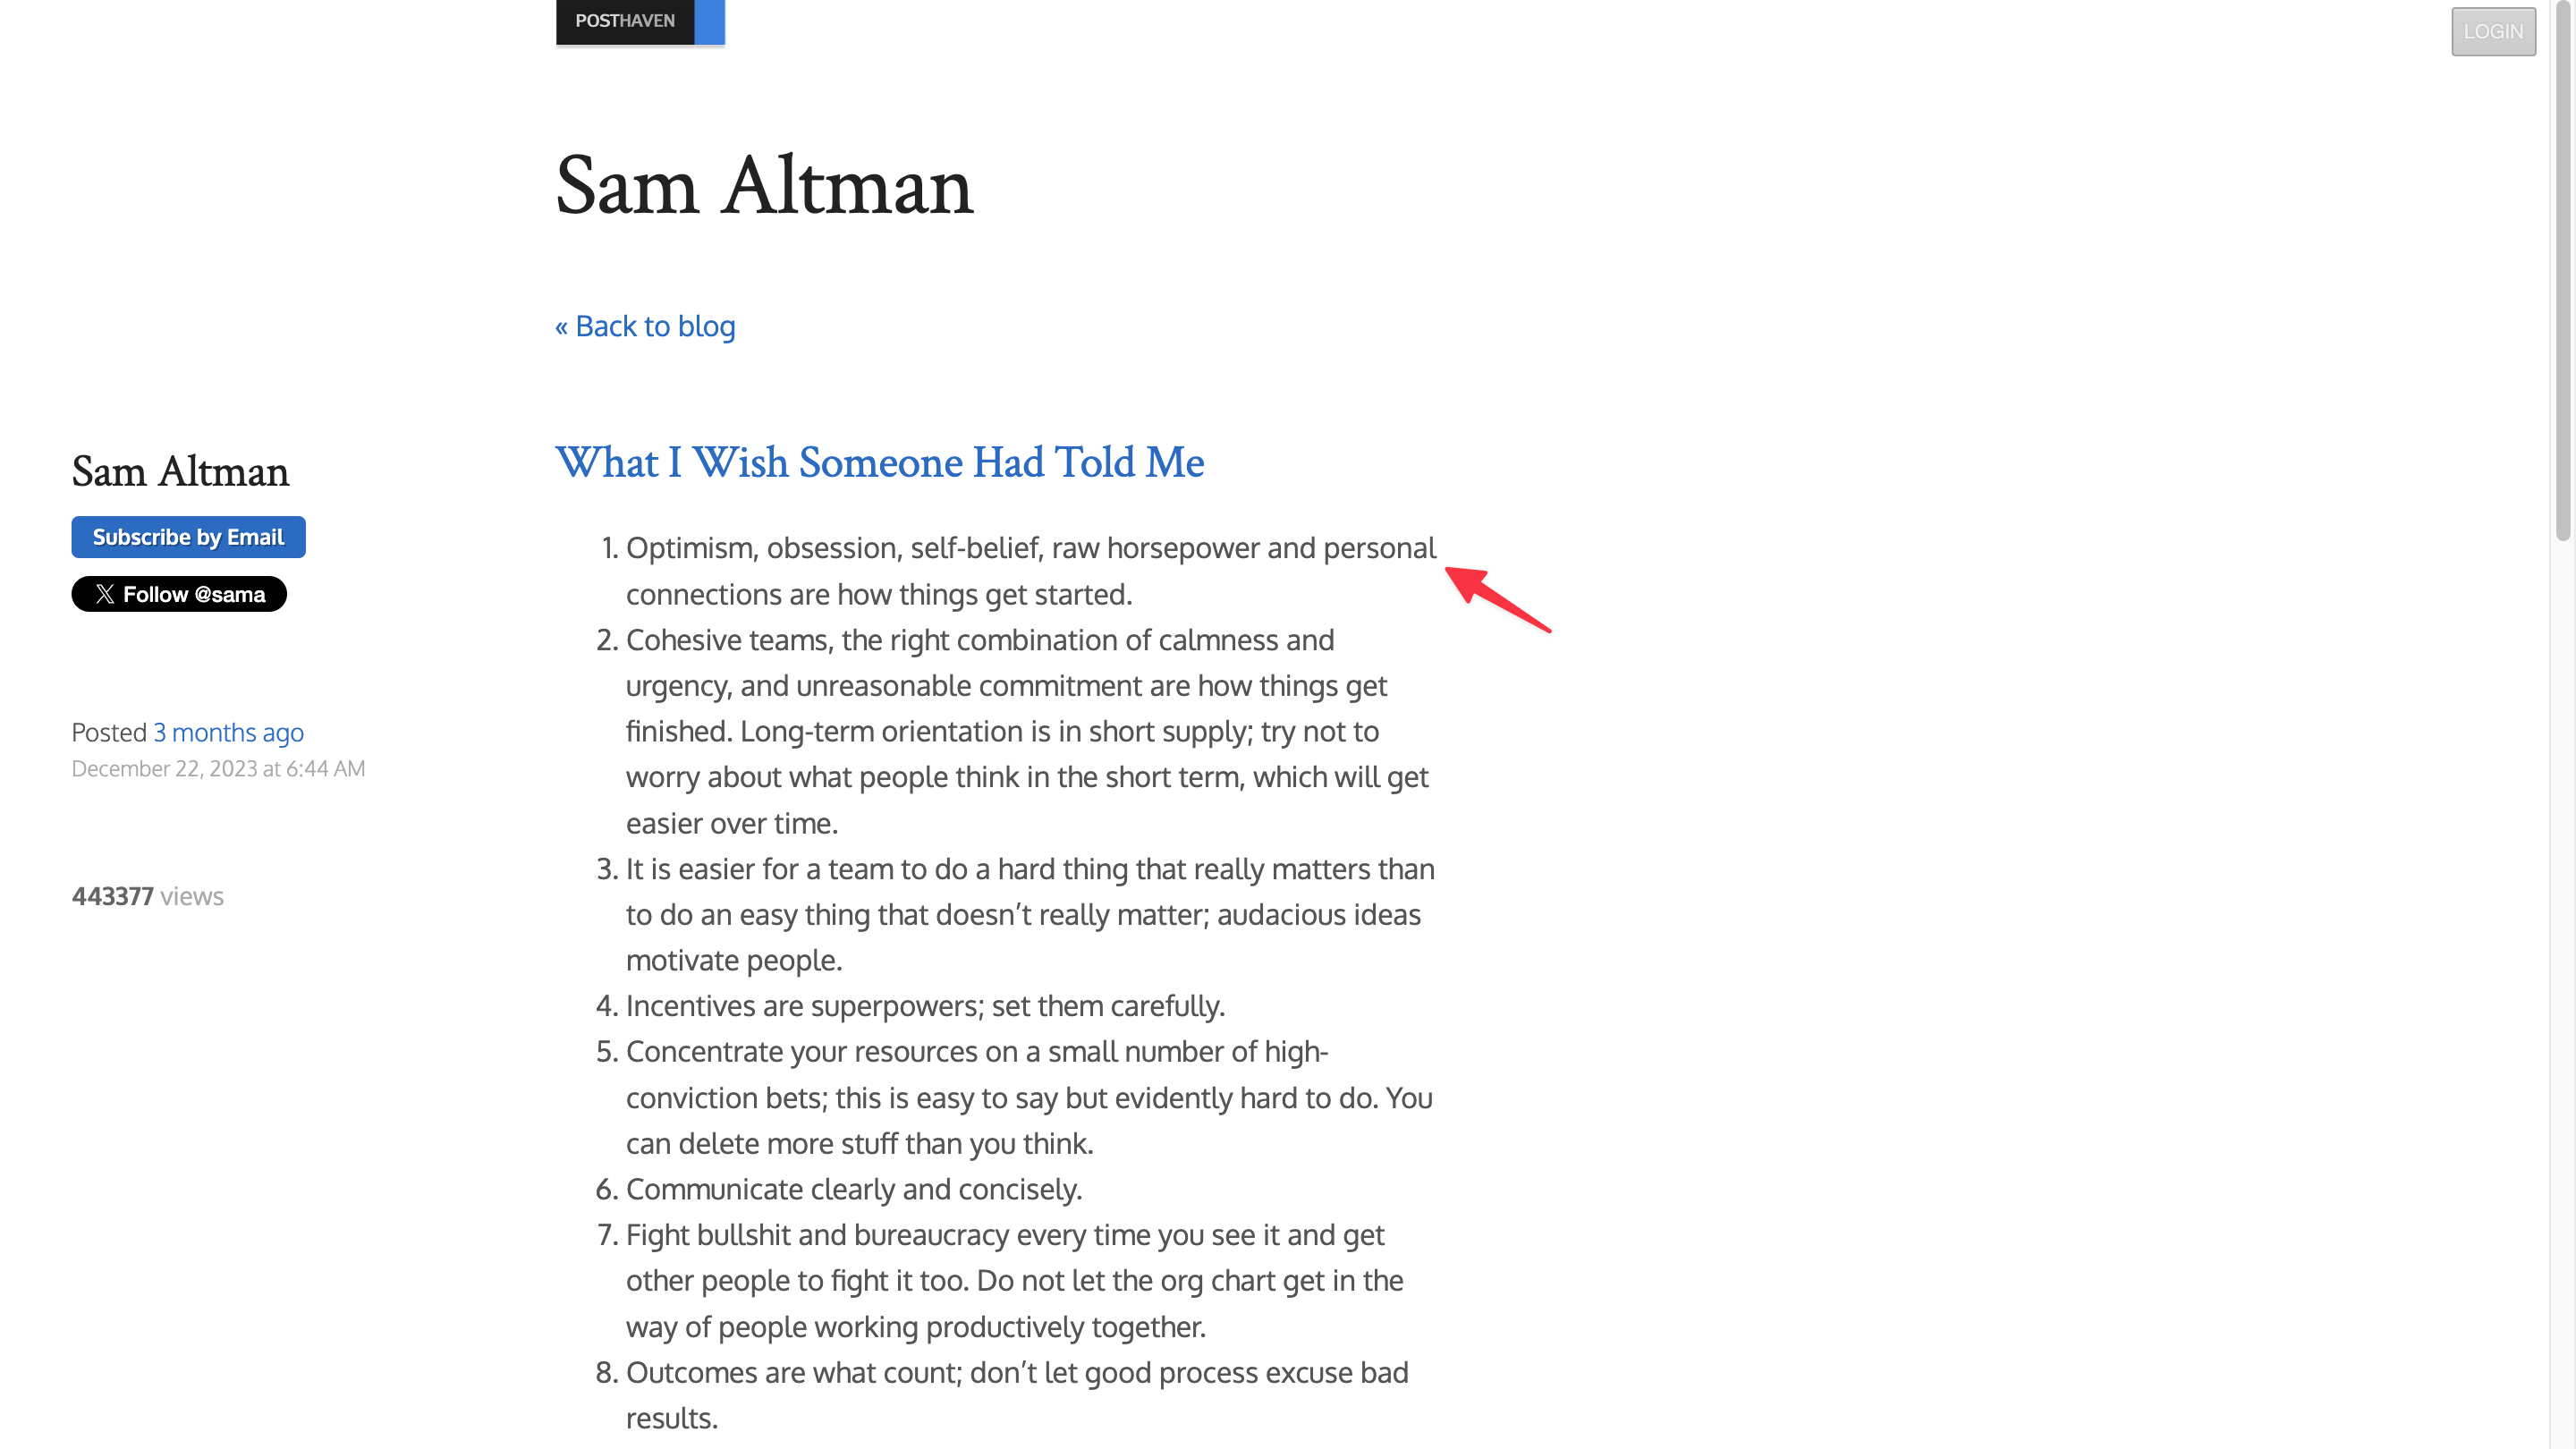 POSTHAVEN
LOGIN
Sam Altman
« Back to blog
Sam Altman
Subscribe by Email
X Follow @sama
Posted 3 months ago
December 22, 2023 at 6:44 AM
443377 views
What I Wish Someone Had Told Me
1. Optimism, obsession, self-belief, raw horsepower and personal
connections are how things get started.
2. Cohesive teams, the right combination of calmness and
urgency, and unreasonable commitment are how things get
finished. Long-term orientation is in short supply; try not to
worry about what people think in the short term, which will get
easier over time.
3. It is easier for a team to do a hard thing that really matters than
to do an easy thing that doesn’t really matter; audacious ideas
motivate people.
4. Incentives are superpowers; set them carefully.
5. Concentrate your resources on a small number of high-
conviction bets; this is easy to say but evidently hard to do. You
can delete more stuff than you think.
6. Communicate clearly and concisely.
7. Fight bullshit and bureaucracy every time you see it and get
other people to fight it too. Do not let the org chart get in the
way of people working productively together.
8. Outcomes are what count; don’t let good process excuse bad
results.